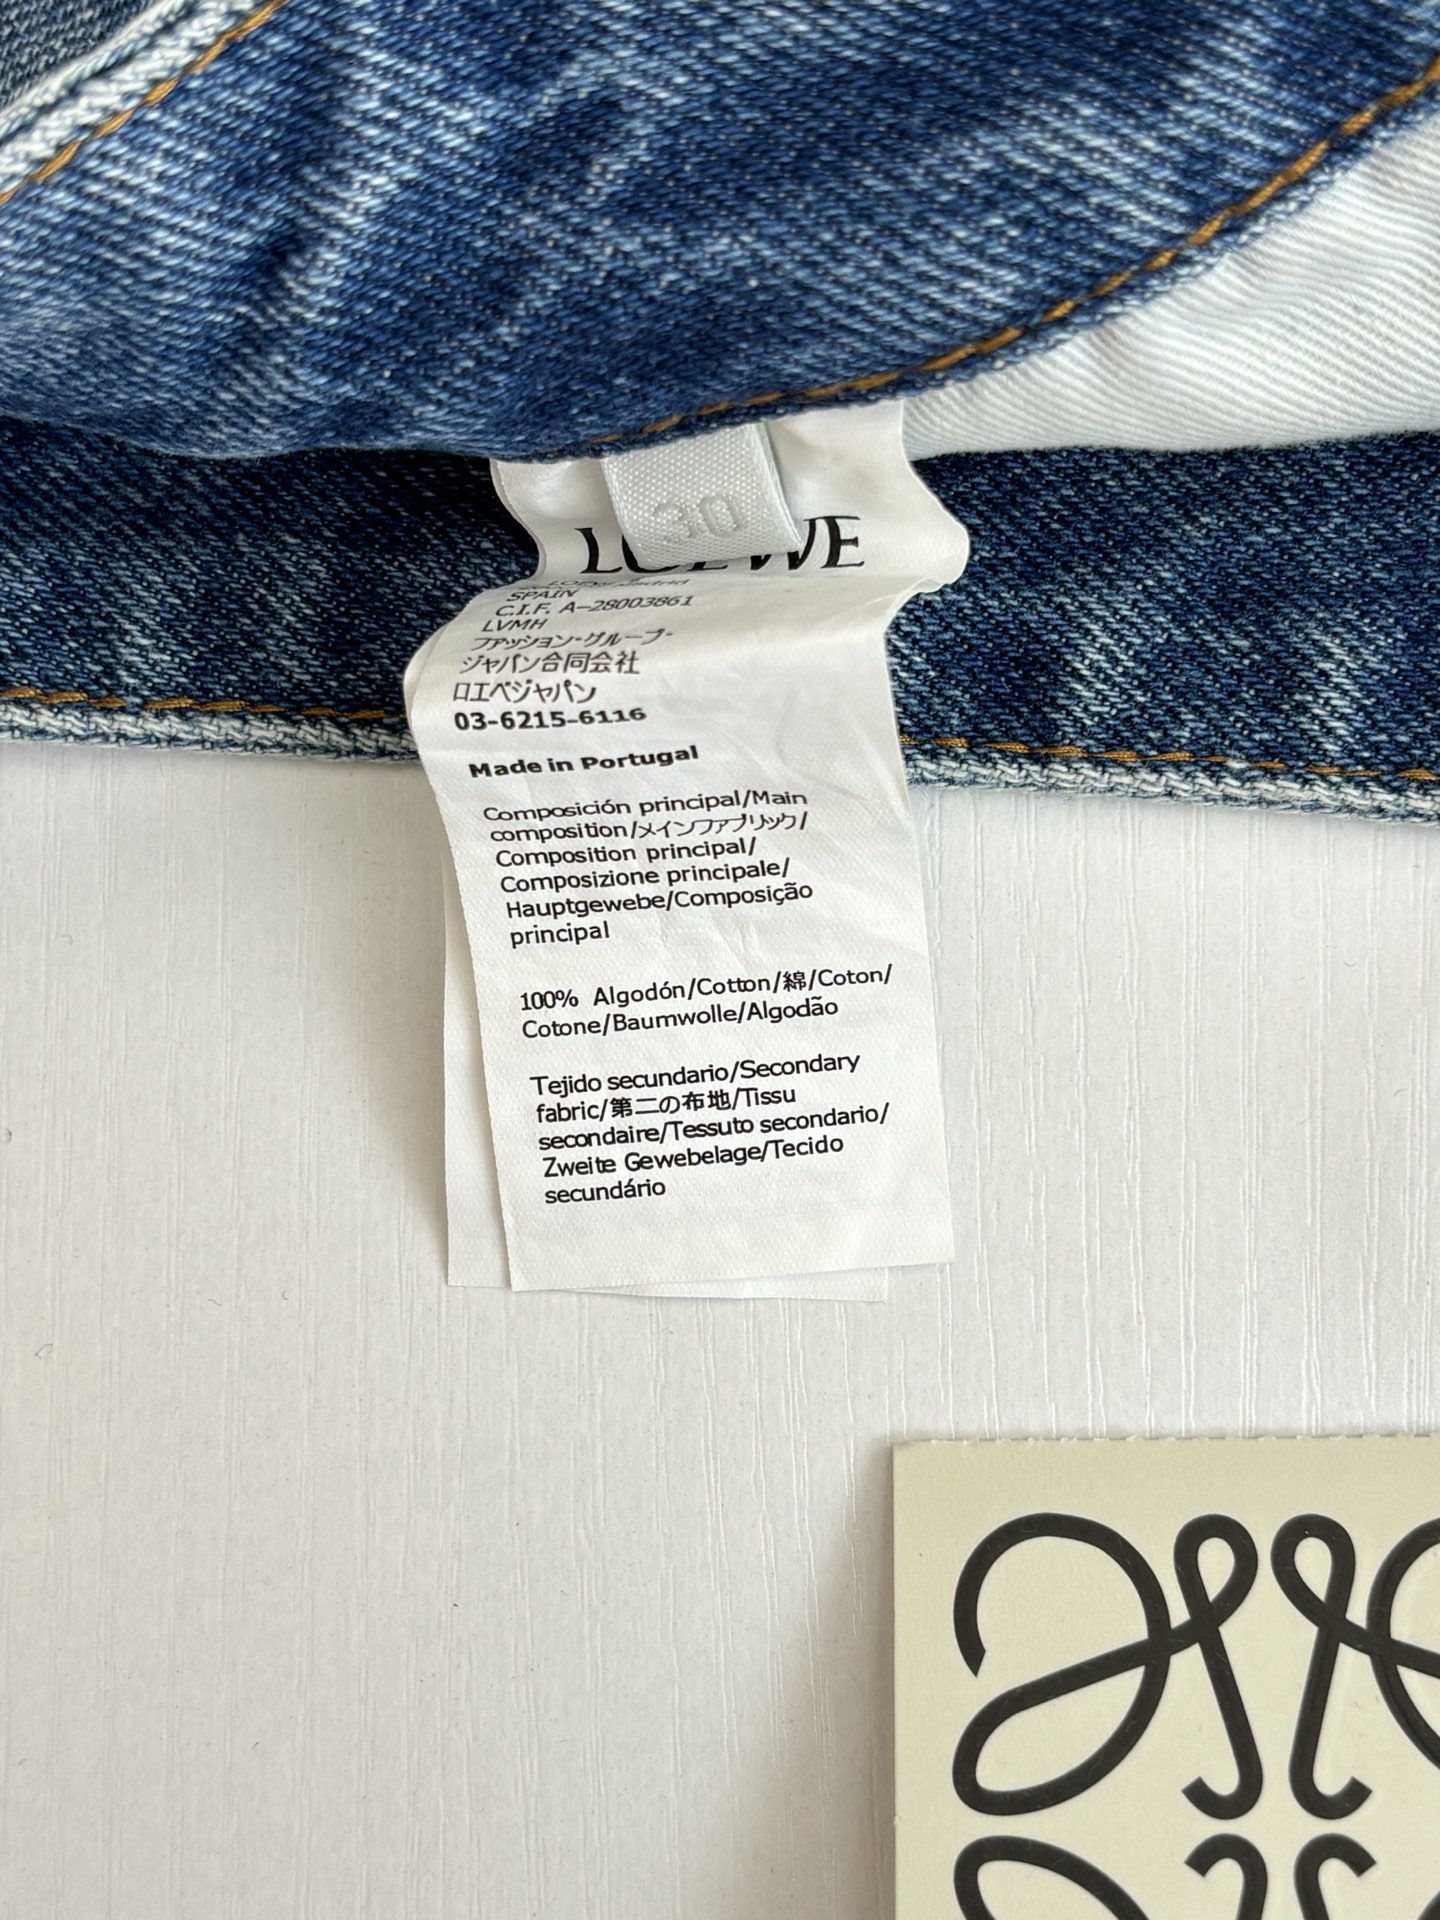 30
LOEWE
LOEWE Madrid
SPAIN
C.I.F. A-28003861
LVMH
ファッション・グループ・
ジャパン合同会社
ロエベジャパン
03-6215-6116
Made in Portugal
Composición principal/Main
composition/メインファブリック/
Composition principal/
Composizione principale/
Hauptgewebe/Composição
principal
100% Algodón/Cotton/綿/Coton/
Cotone/Baumwolle/Algodão
Tejido secundario/Secondary
fabric/第二の布地/Tissu
secondaire/Tessuto secondario/
Zweite Gewebelage/Tecido
secundário